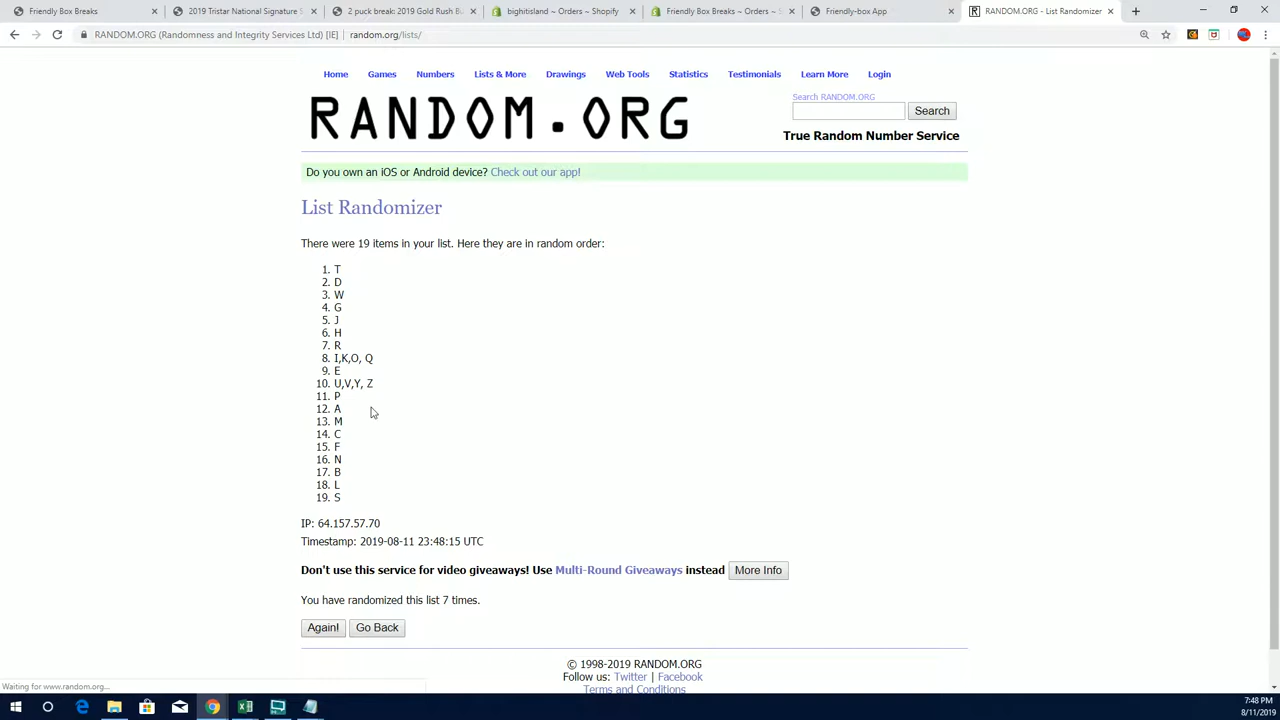 Friendly Box Breaks
2019 Tristar National Signature S
2 puck break: 2019 Gold Rush Bu
bighitisland ~ Orders ~ Shopify
Friendly Box Breaks ~ Orders ~ S
Friendly-box App
RANDOM.ORG - List Randomizer
RANDOM.ORG (Randomness and Integrity Services Ltd) [IE] | random.org/lists/
Home Games Numbers Lists & More Drawings Web Tools Statistics Testimonials Learn More Login
RANDOM.ORG
Search RANDOM.ORG
Search
True Random Number Service
Do you own an iOS or Android device? Check out our app!
List Randomizer
There were 19 items in your list. Here they are in random order:
1. T
2. D
3. W
4. G
5. J
6. H
7. R
8. I,K,O, Q
9. E
10. U,V,Y, Z
11. P
12. A
13. M
14. C
15. F
16. N
17. B
18. L
19. S
IP: 64.157.57.70
Timestamp: 2019-08-11 23:48:15 UTC
Don't use this service for video giveaways! Use Multi-Round Giveaways instead More Info
You have randomized this list 7 times.
Again! Go Back
© 1998-2019 RANDOM.ORG
Follow us: Twitter | Facebook
Terms and Conditions
Waiting for www.random.org...
7:48 PM
8/11/2019